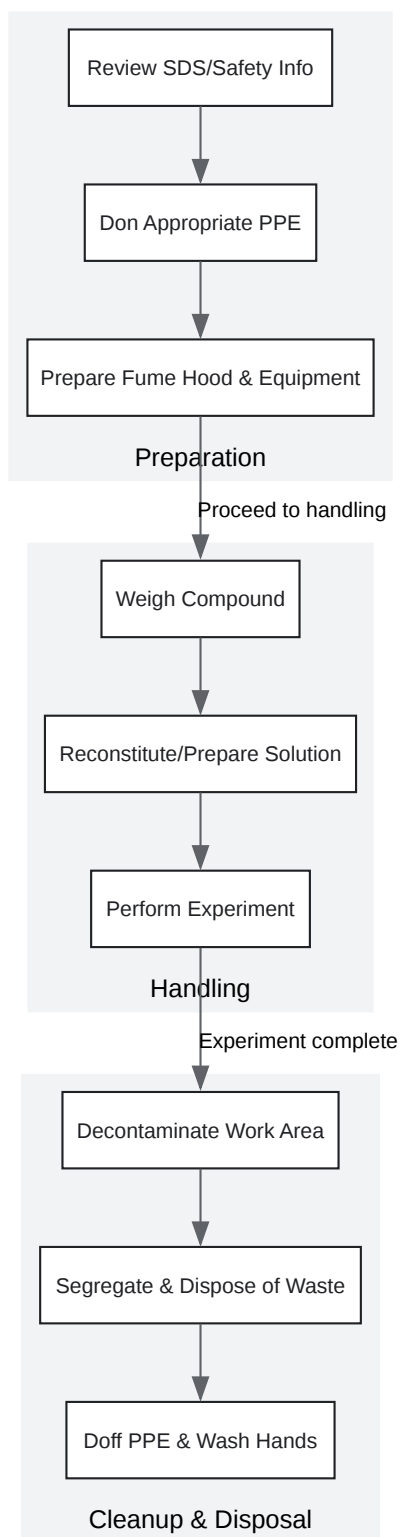 Review SDS/Safety Info
Don Appropriate PPE
Prepare Fume Hood & Equipment
Preparation
Proceed to handling
Weigh Compound
Reconstitute/Prepare Solution
Perform Experiment
Handling
Experiment complete
Decontaminate Work Area
Segregate & Dispose of Waste
Doff PPE & Wash Hands
Cleanup & Disposal